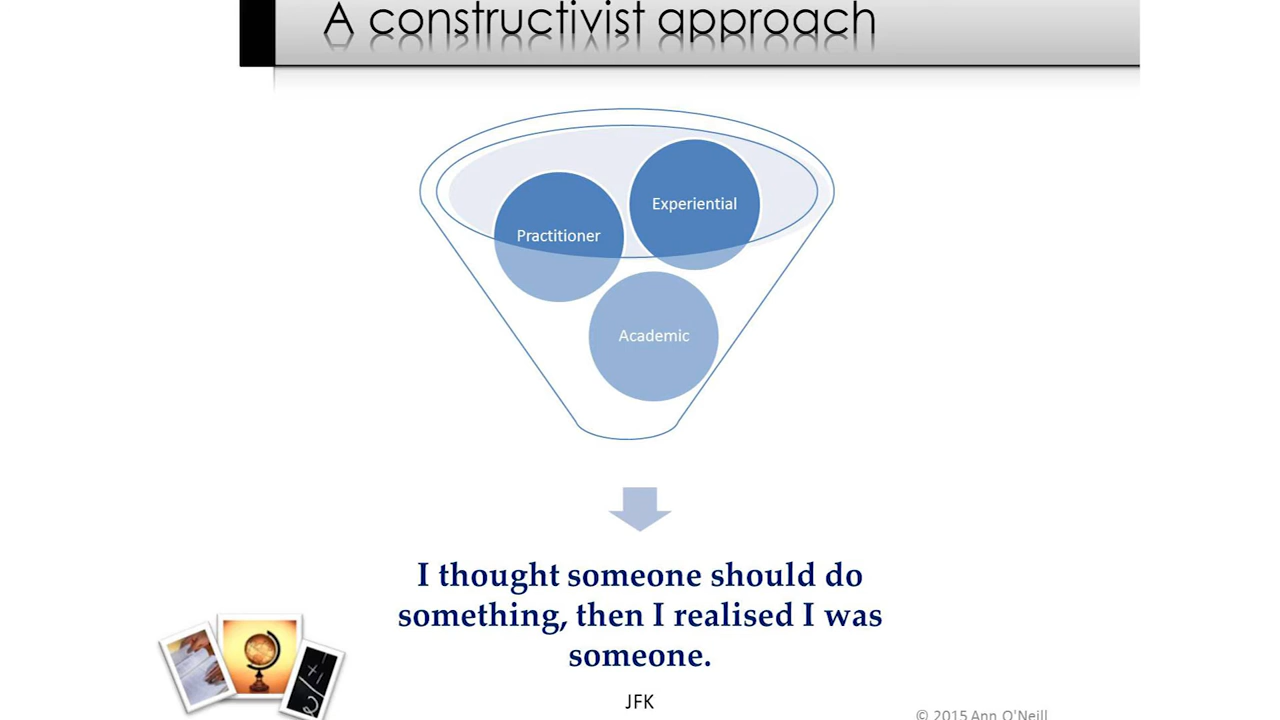 A constructivist approach
Experiential
Practitioner
Academic
I thought someone should do
something, then I realised I was
someone.
JFK
© 2015 Ann O'Neill